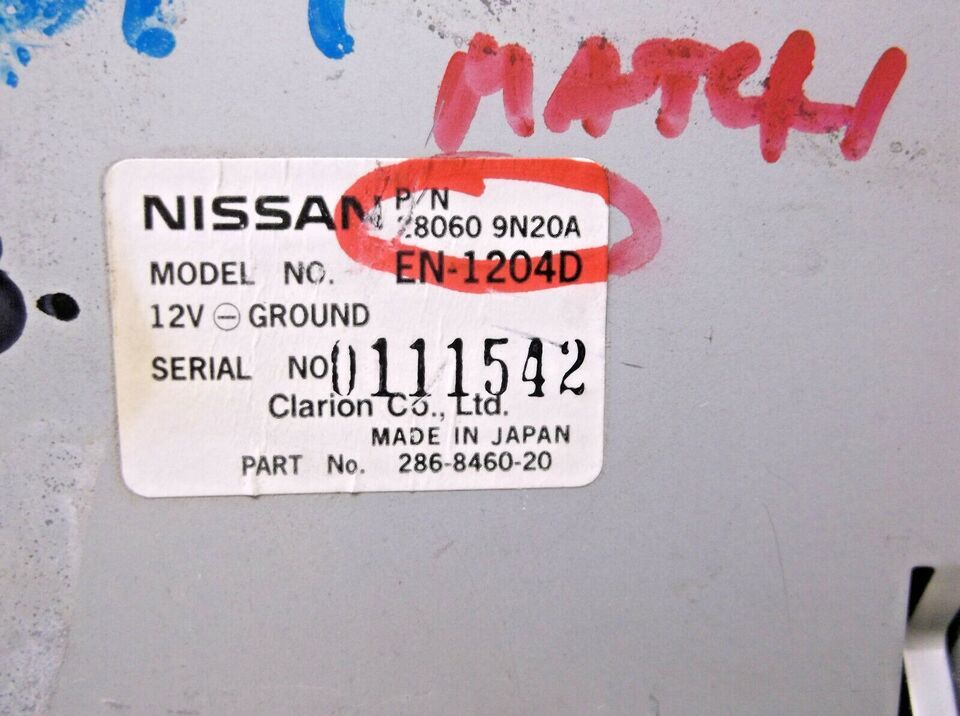 MATCH
NISSAN P/N
28060 9N20A
MODEL NO. EN-1204D
12V ⊖ GROUND
SERIAL NO 0111542
Clarion Co., Ltd.
MADE IN JAPAN
PART No. 286-8460-20